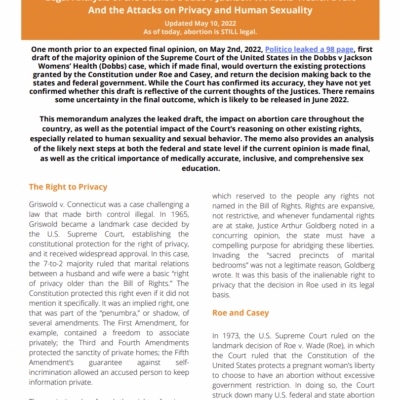 And the Attacks on Privacy and Human Sexuality
Updated May 10, 2022
As of today, abortion is STILL legal.
One month prior to an expected final opinion, on May 2nd, 2022, Politico leaked a 98 page, first
draft of the majority opinion of the Supreme Court of the United States in the Dobbs v Jackson
Womens' Health (Dobbs) case, which if made final, would overturn the existing protections
granted by the Constitution under Roe and Casey, and return the decision making back to the
states and federal government. While the Court has confirmed its accuracy, they have not yet
confirmed whether this draft is reflective of the current thoughts of the Justices. There remains
some uncertainty in the final outcome, which is likely to be released in June 2022.
This memorandum analyzes the leaked draft, the impact on abortion care throughout the
country, as well as the potential impact of the Court's reasoning on other existing rights,
especially related to human sexuality and sexual behavior. The memo also provides an analysis
of the likely next steps at both the federal and state level if the current opinion is made final,
as well as the critical importance of medically accurate, inclusive, and comprehensive sex
education.
The Right to Privacy
Griswold v. Connecticut was a case challenging a
law that made birth control illegal. In 1965,
Griswold became a landmark case decided by
the U.S. Supreme Court, establishing the
constitutional protection for the right of privacy,
and it received widespread approval. In this case,
the 7-to-2 majority ruled that marital relations
between a husband and wife were a basic "right
of privacy older than the Bill of Rights." The
Constitution protected this right even if it did not
mention it specifically. It was an implied right, one
that was part of the "penumbra," or shadow, of
several amendments. The First Amendment, for
example, contained a freedom to associate
privately; the Third and Fourth Amendments
protected the sanctity of private homes; the Fifth
Amendment's guarantee against self-
incrimination allowed an accused person to keep
information private.
which reserved to the people any rights not
named in the Bill of Rights. Rights are expansive,
not restrictive, and whenever fundamental rights
are at stake, Justice Arthur Goldberg noted in a
concurring opinion, the state must have a
compelling purpose for abridging these liberties.
Invading the "sacred precincts of marital
bedrooms" was not a legitimate reason, Goldberg
wrote. It was this basis of the inalienable right to
privacy that the decision in Roe used in its legal
basis.
Roe and Casey
In 1973, the U.S. Supreme Court ruled on the
landmark decision of Roe v. Wade (Roe), in which
the Court ruled that the Constitution of the
United States protects a pregnant woman's liberty
to choose to have an abortion without excessive
government restriction. In doing so, the Court
struck down many U.S. federal and state abortion